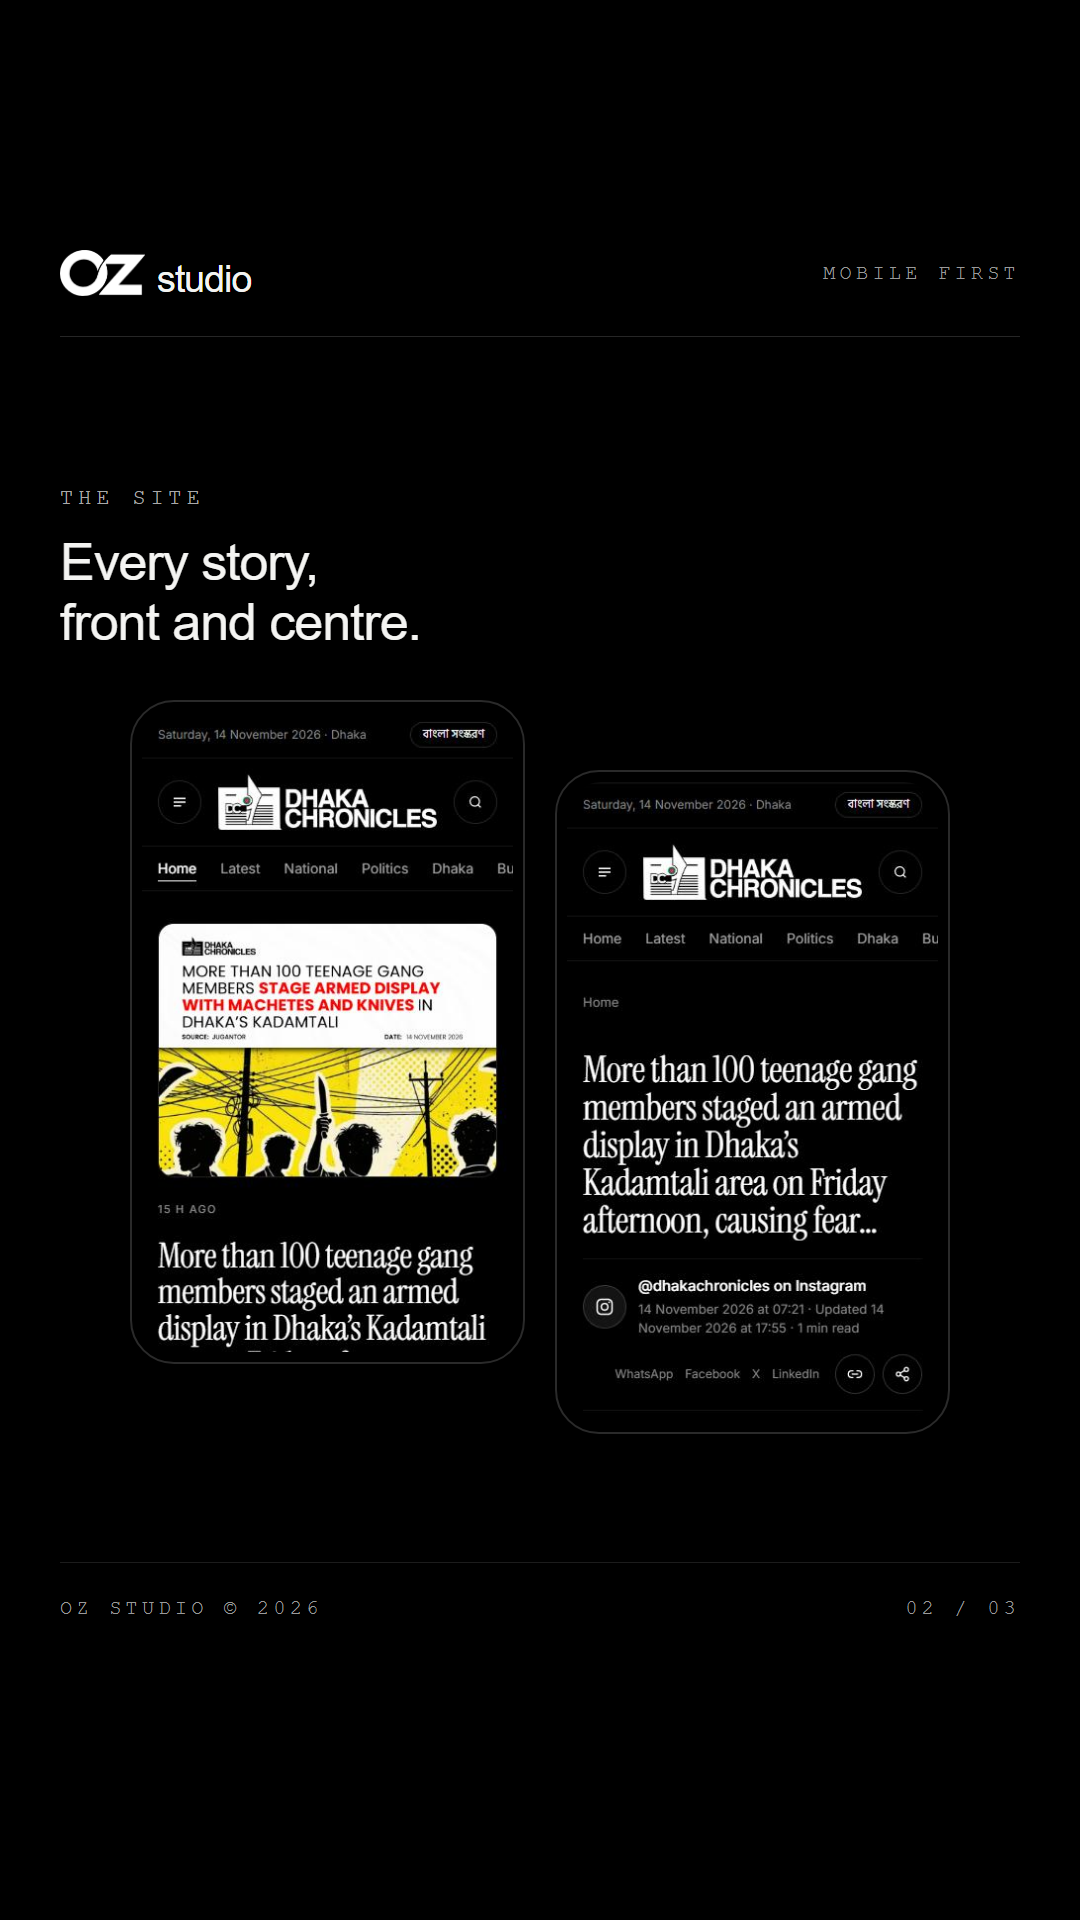 OZ studio
MOBILE FIRST
THE SITE
Every story,
front and centre.
Saturday, 14 November 2026 · Dhaka
বাংলা সংস্করণ
DHAKA
CHRONICLES
Home Latest National Politics Dhaka Bu
DHAKA
CHRONICLES
MORE THAN 100 TEENAGE GANG
MEMBERS STAGE ARMED DISPLAY
WITH MACHETES AND KNIVES IN
DHAKA'S KADAMTALI
SOURCE: JUGANTOR
DATE: 14 NOVEMBER 2026
15 H AGO
More than 100 teenage gang
members staged an armed
display in Dhaka's Kadamtali
Saturday, 14 November 2026 · Dhaka
বাংলা সংস্করণ
DHAKA
CHRONICLES
Home Latest National Politics Dhaka Bu
Home
More than 100 teenage gang
members staged an armed
display in Dhaka's
Kadamtali area on Friday
afternoon, causing fear...
@dhakachronicles on Instagram
14 November 2026 at 07:21 · Updated 14
November 2026 at 17:55 · 1 min read
WhatsApp Facebook X LinkedIn
OZ STUDIO © 2026
02 / 03